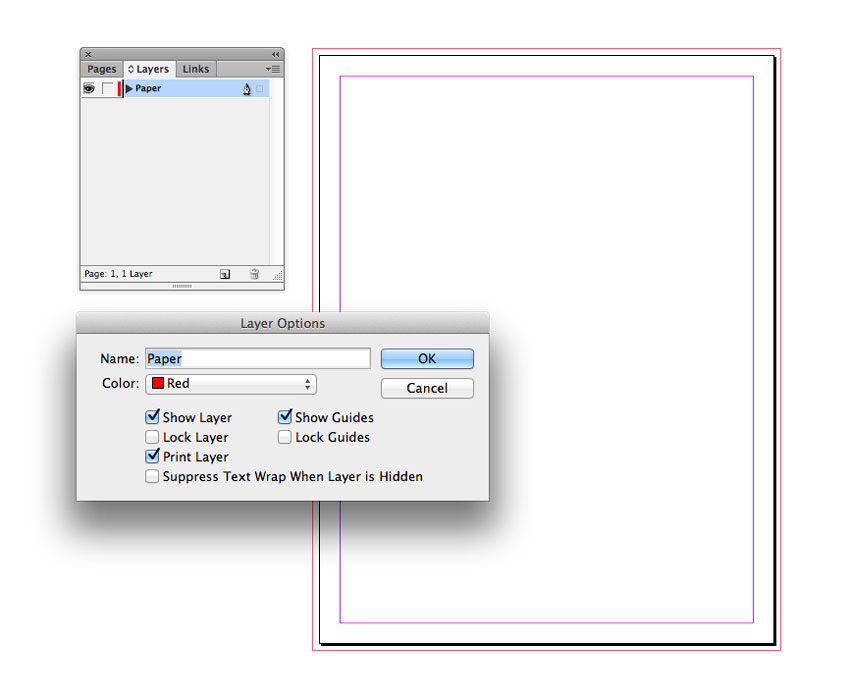 Pages Layers Links
Paper
Page: 1, 1 Layer
Layer Options
Name: Paper OK
Color: Red Cancel
Show Layer Show Guides
Lock Layer Lock Guides
Print Layer
Suppress Text Wrap When Layer is Hidden